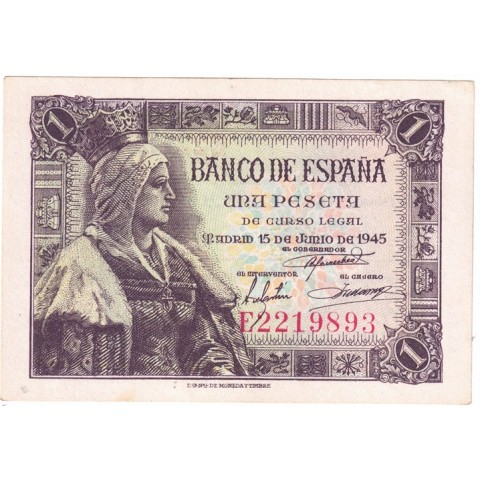 1
1
BANCO DE ESPAÑA
UNA PESETA
DE CURSO LEGAL
MADRID 15 DE JUNIO DE 1945
EL GOBERNADOR
EL INTERVENTOR
EL CAJERO
E2219893
1